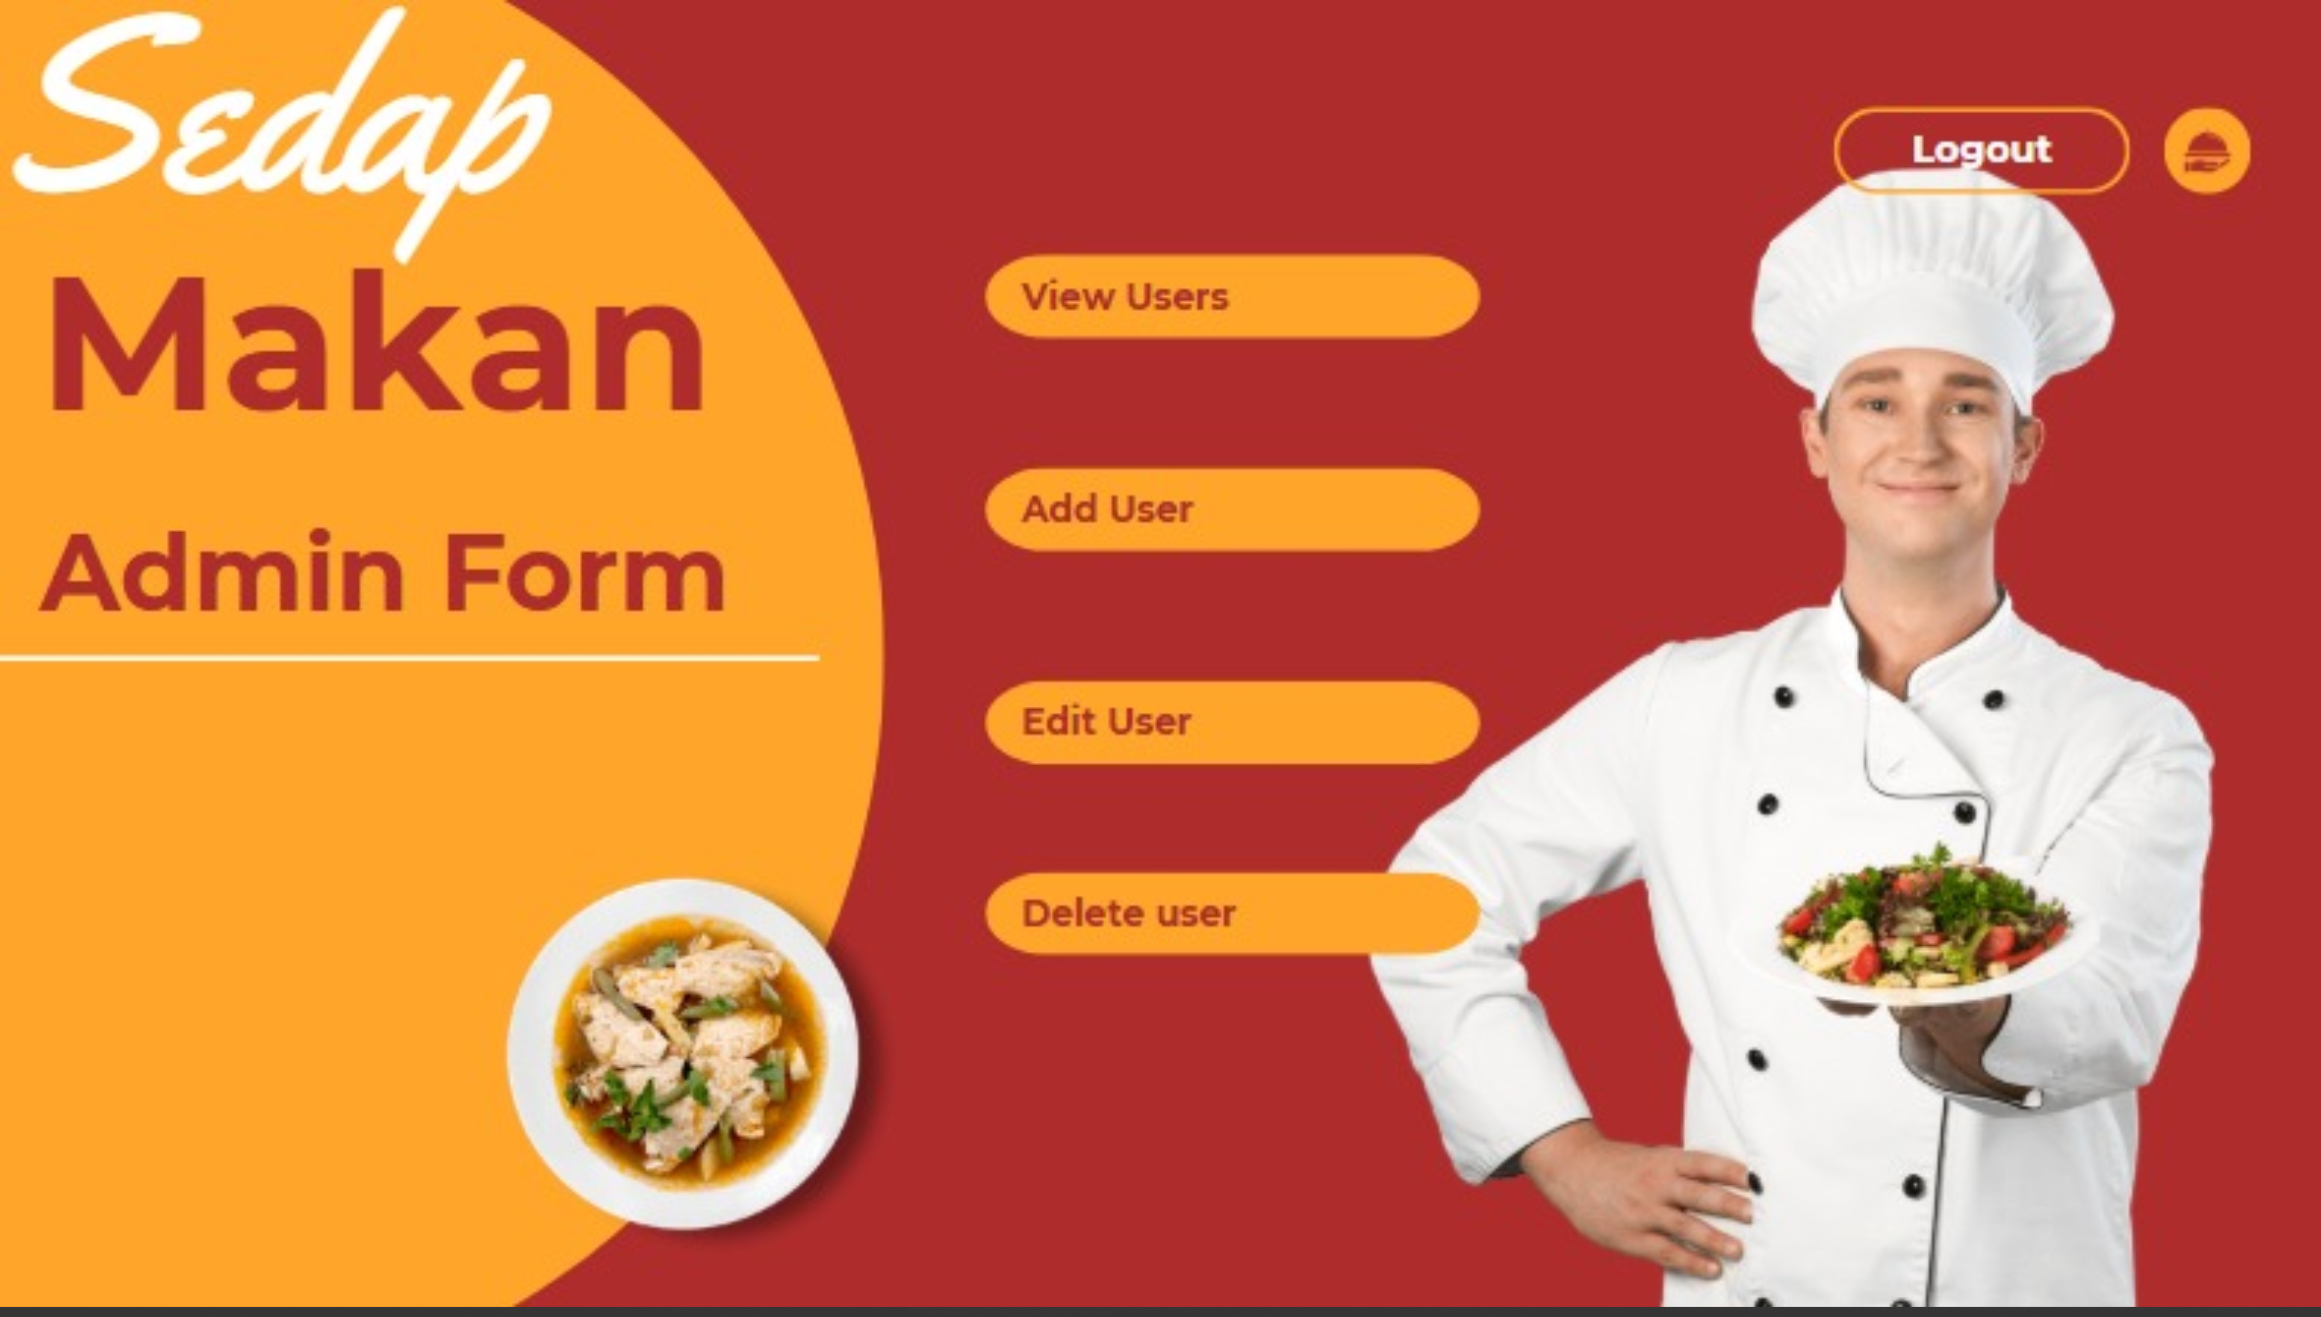 Sedap
Makan
Admin Form
Logout
View Users
Add User
Edit User
Delete user